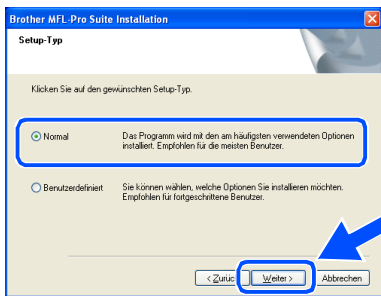 Brother MFL-Pro Suite Installation
Setup-Typ
Klicken Sie auf den gewünschten Setup-Typ.
Normal
Das Programm wird mit den am häufigsten verwendeten Optionen
installiert. Empfohlen für die meisten Benutzer.
Benutzerdefiniert
Sie können wählen, welche Optionen Sie installieren möchten.
Empfohlen für fortgeschrittene Benutzer.
< Zurüc
Weiter >
Abbrechen